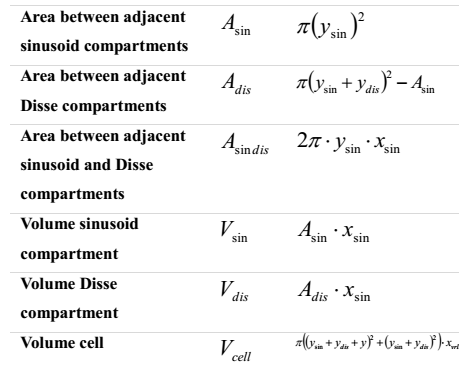 Area between adjacent A_sin π(y_sin)²
sinusoid compartments
Area between adjacent A_dis π(y_sin + y_dis)² − A_sin
Disse compartments
Area between adjacent A_sindis 2π · y_sin · x_sin
sinusoid and Disse
compartments
Volume sinusoid V_sin A_sin · x_sin
compartment
Volume Disse V_dis A_dis · x_sin
compartment
Volume cell V_cell π((y_sin + y_dis + y)² + (y_sin + y_dis)²) ·